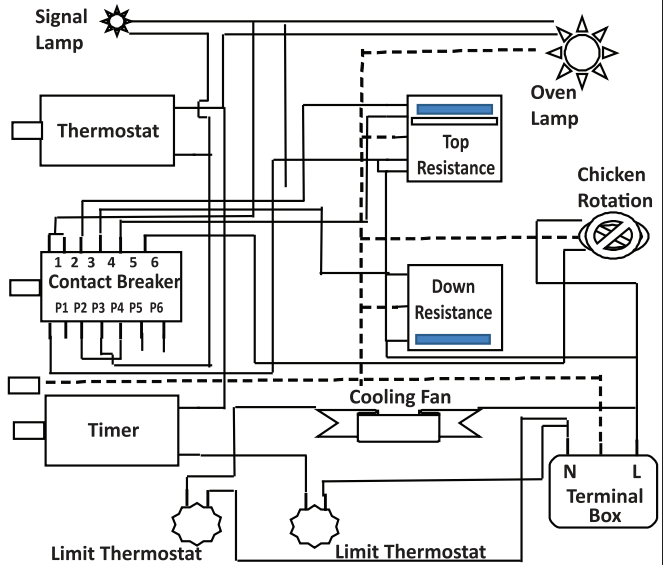 Signal
Lamp
Oven
Lamp
Thermostat
Top
Resistance
Chicken
Rotation
1 2 3 4 5 6
Contact Breaker
P1 P2 P3 P4 P5 P6
Down
Resistance
Cooling Fan
Timer
N L
Terminal
Box
Limit Thermostat
Limit Thermostat